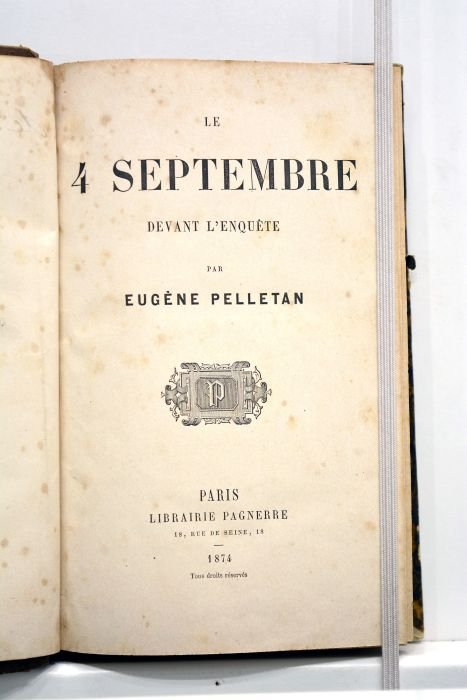 LE
4 SEPTEMBRE
DEVANT L'ENQUÊTE
PAR
EUGÈNE PELLETAN
P
PARIS
LIBRAIRIE PAGNERRE
18, RUE DE SEINE, 18
1874
Tous droits réservés